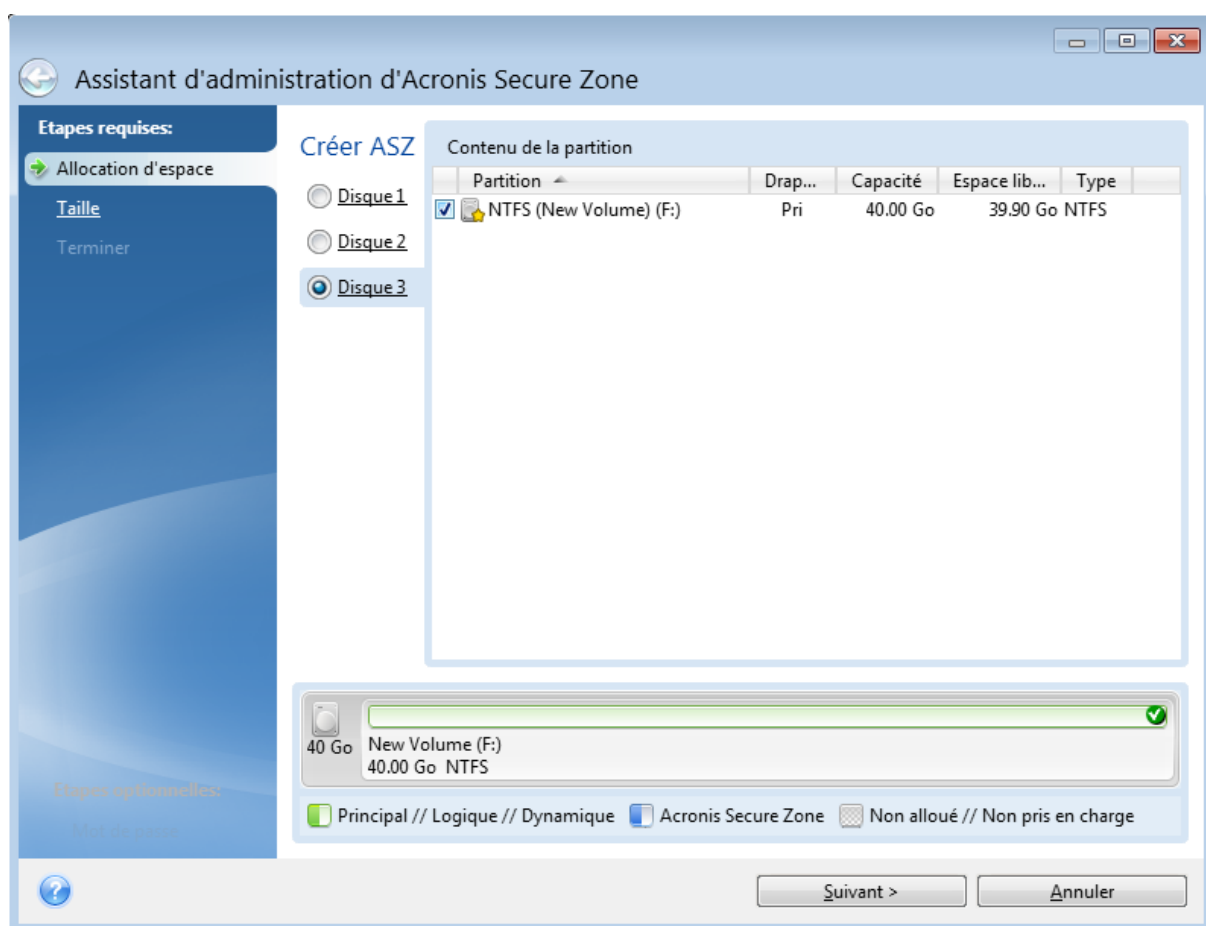 Assistant d'administration d'Acronis Secure Zone
Etapes requises:
Allocation d'espace
Taille
Terminer
Créer ASZ
Disque 1
Disque 2
Disque 3
Contenu de la partition
Partition Drap... Capacité Espace lib... Type
NTFS (New Volume) (F:) Pri 40.00 Go 39.90 Go NTFS
40 Go
New Volume (F:)
40.00 Go NTFS
Etapes optionnelles:
Principal // Logique // Dynamique Acronis Secure Zone Non alloué // Non pris en charge
Suivant >
Annuler